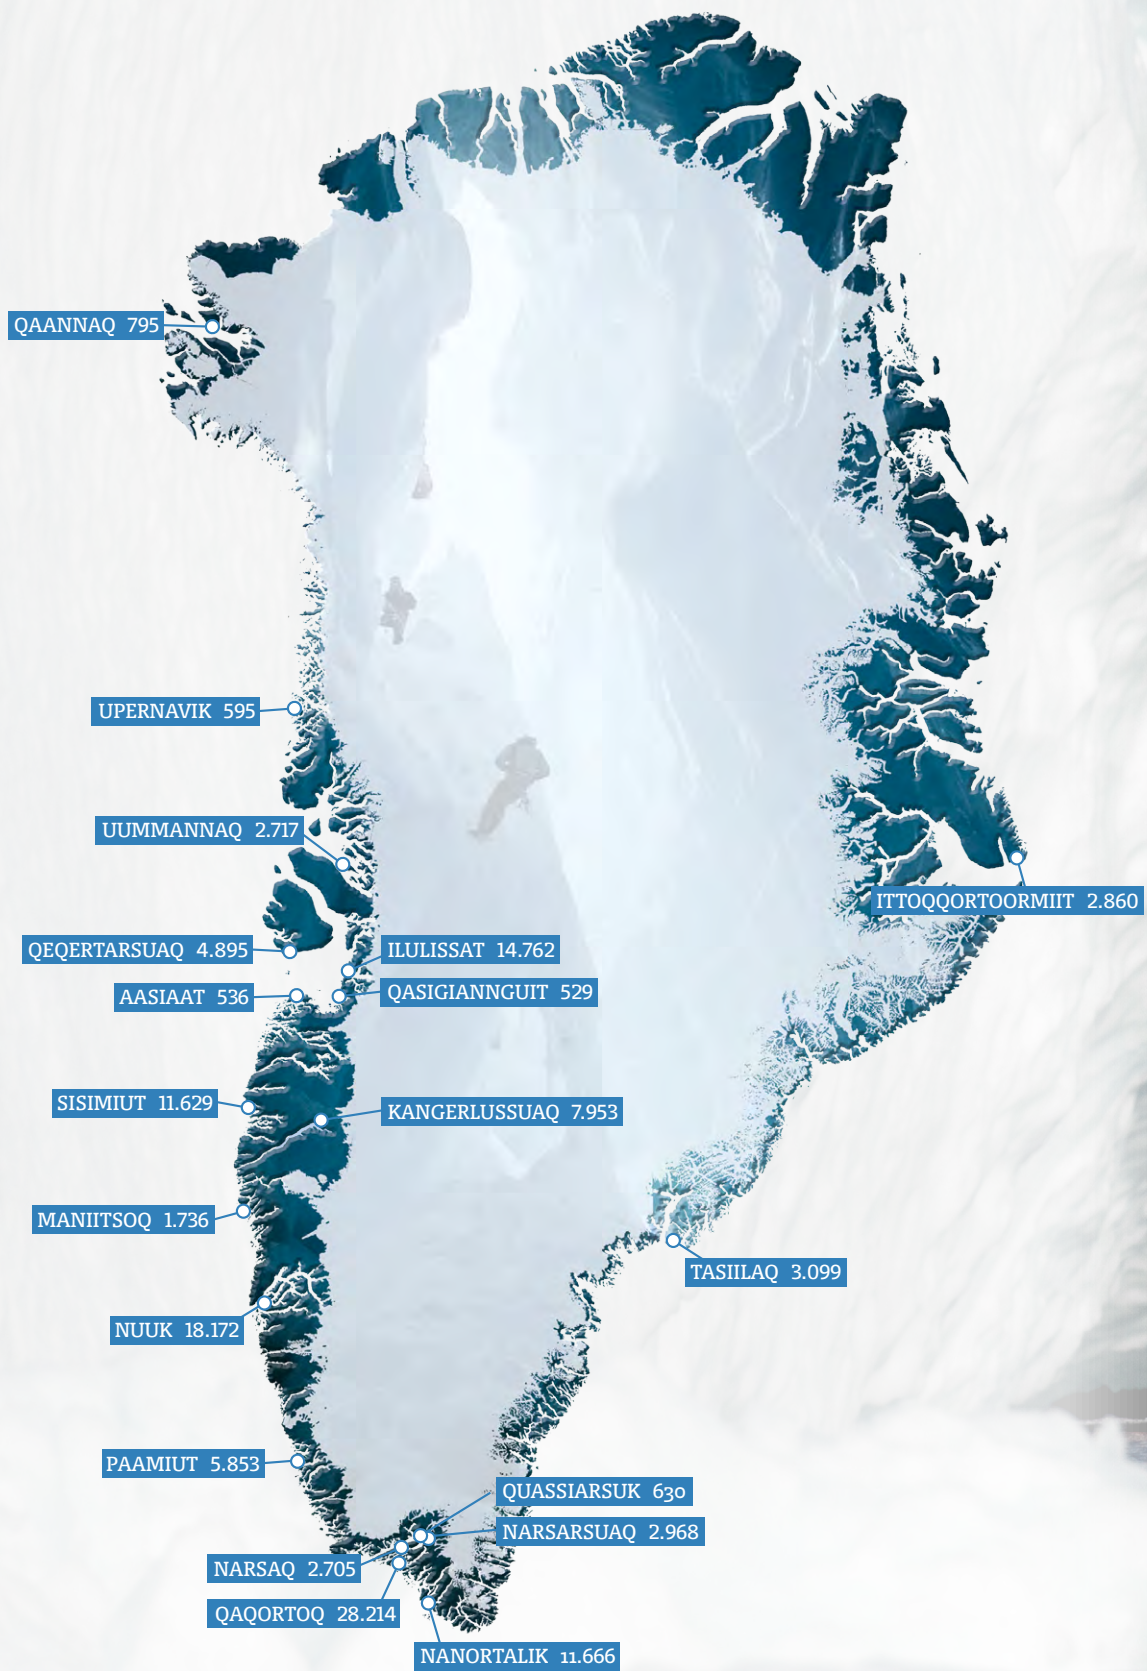 QAANNAQ 795
UPERNAVIK 595
UUMMANNAQ 2.717
ITTOQQORTOORMIIT 2.860
QEQERTARSUAQ 4.895
ILULISSAT 14.762
AASIAAT 536
QASIGIANNGUIT 529
SISIMIUT 11.629
KANGERLUSSUAQ 7.953
MANIITSOQ 1.736
TASIILAQ 3.099
NUUK 18.172
PAAMIUT 5.853
QUASSIARSUK 630
NARSARSUAQ 2.968
NARSAQ 2.705
QAQORTOQ 28.214
NANORTALIK 11.666